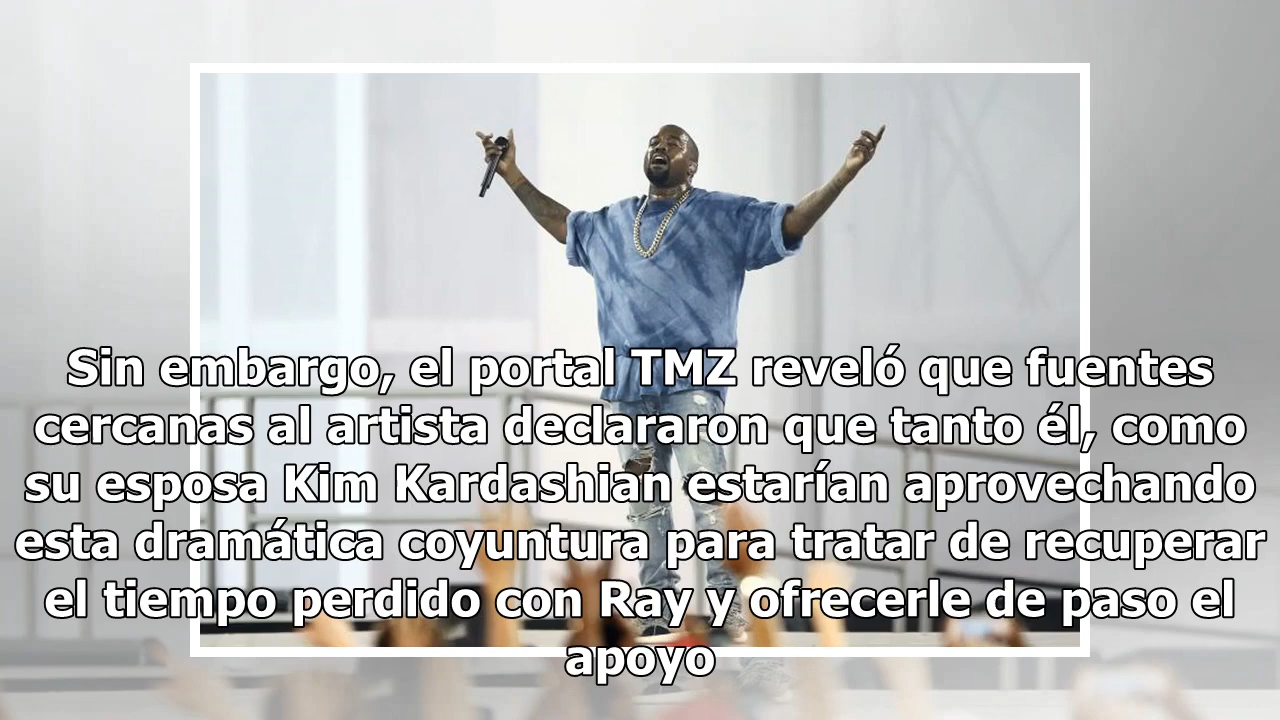 Sin embargo, el portal TMZ reveló que fuentes
cercanas al artista declararon que tanto él, como
su esposa Kim Kardashian estarían aprovechando
esta dramática coyuntura para tratar de recuperar
el tiempo perdido con Ray y ofrecerle de paso el
apoyo